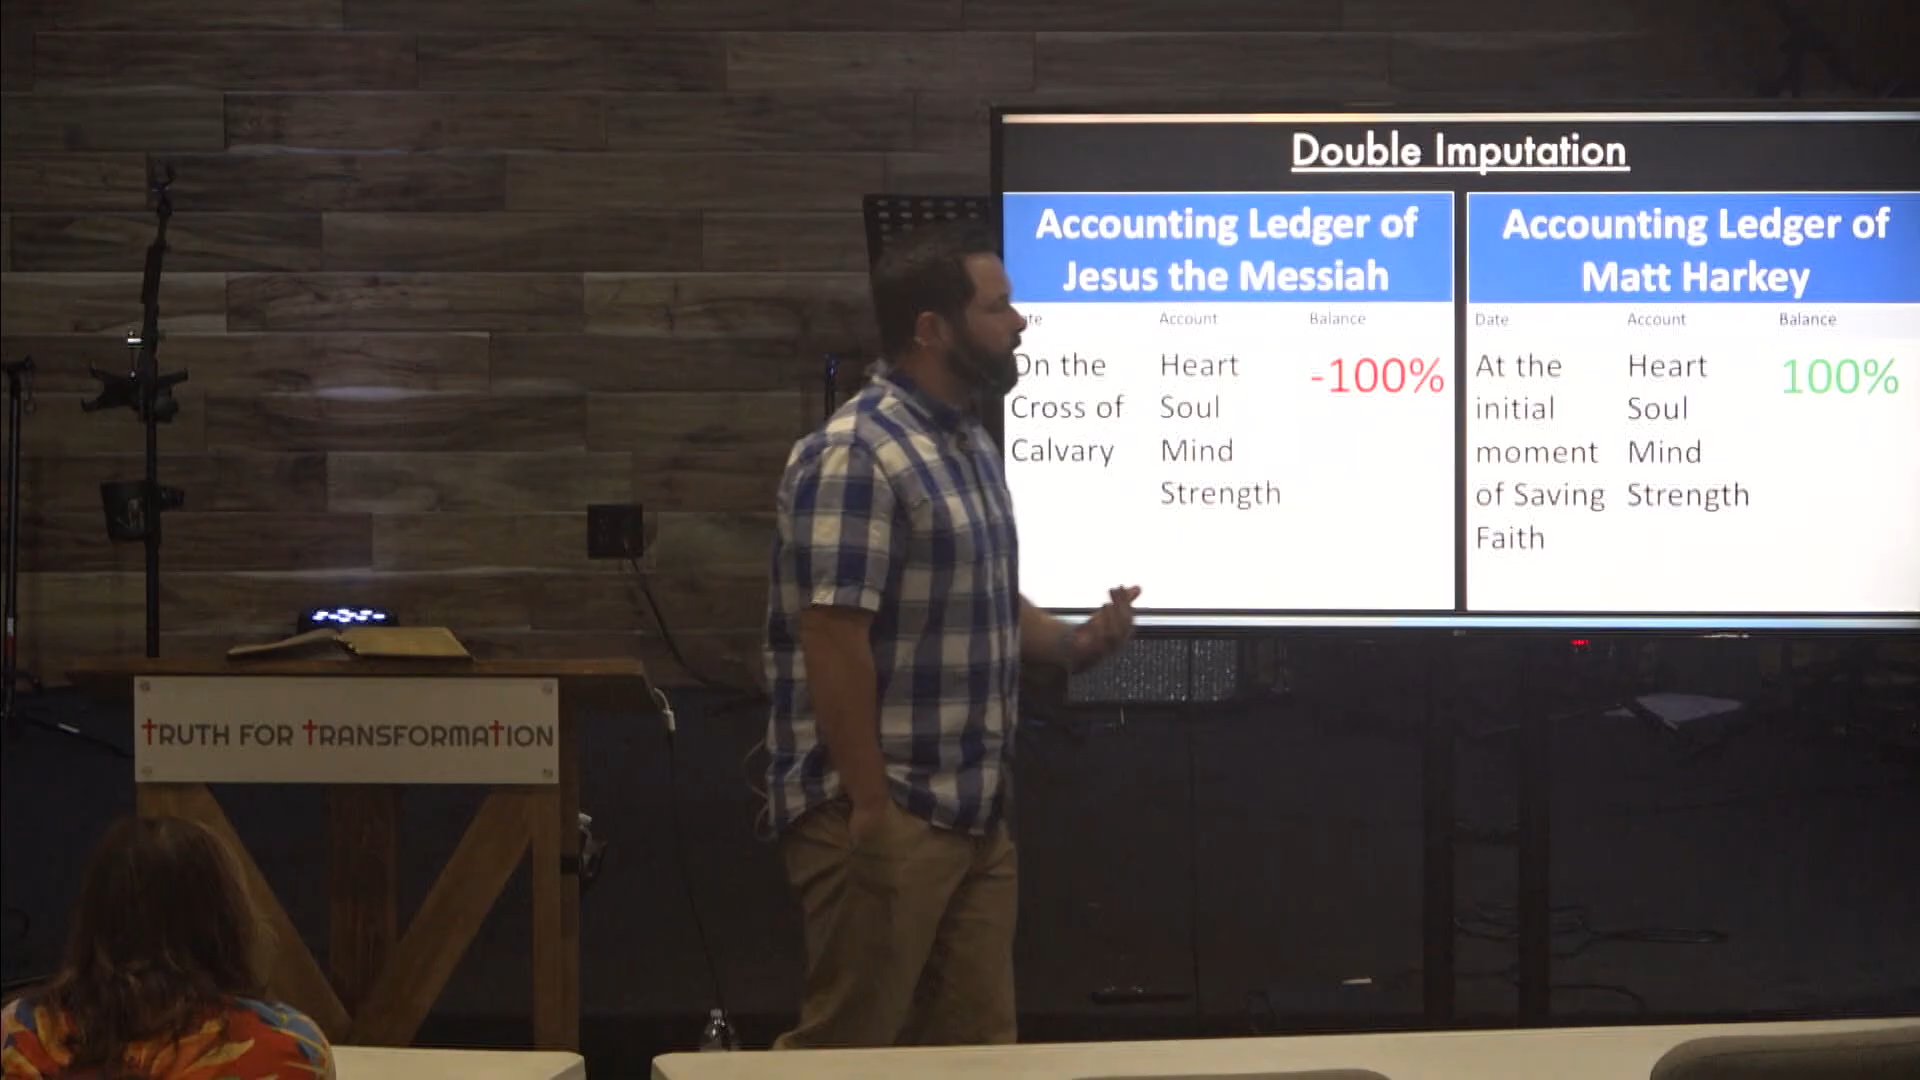 Double Imputation
Accounting Ledger of
Jesus the Messiah
Account Balance
On the Heart -100%
Cross of Soul
Calvary Mind
Strength
Accounting Ledger of
Matt Harkey
Date Account Balance
At the Heart 100%
initial Soul
moment Mind
of Saving Strength
Faith
TRUTH FOR TRANSFORMATION